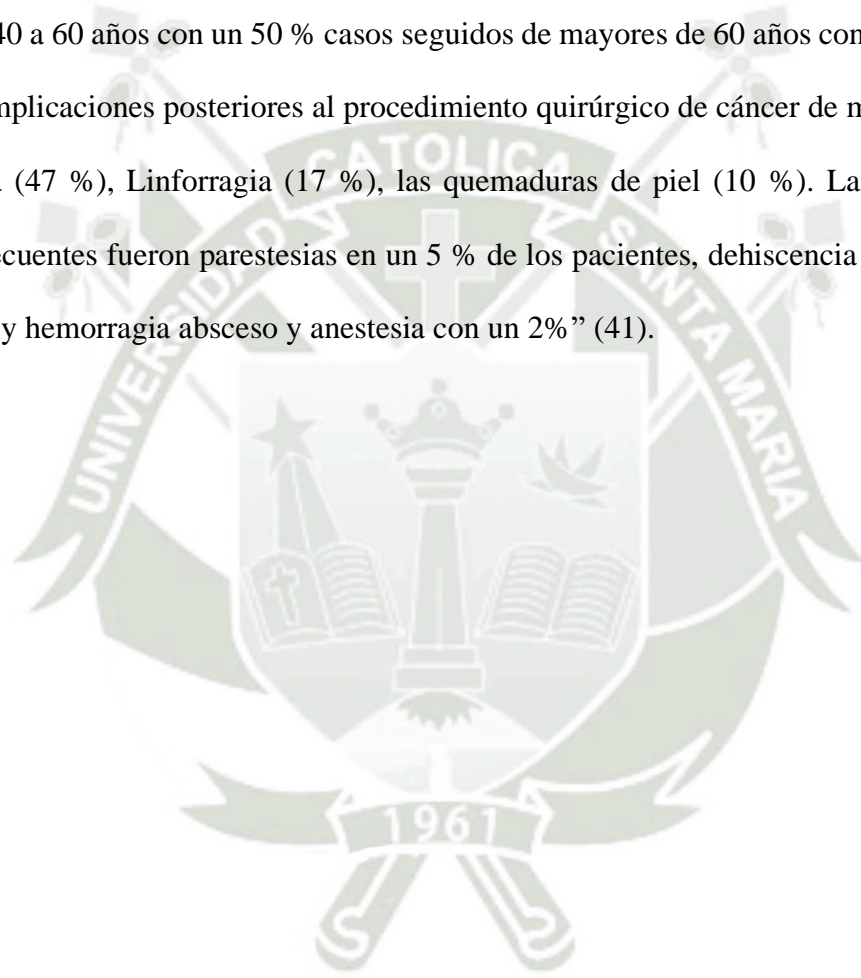 40 a 60 años con un 50 % casos seguidos de mayores de 60 años con
mplicaciones posteriores al procedimiento quirúrgico de cáncer de m
(47 %), Linforragia (17 %), las quemaduras de piel (10 %). La
ecuentes fueron parestesias en un 5 % de los pacientes, dehiscencia
y hemorragia absceso y anestesia con un 2%” (41).
UNIVERSIDAD CATOLICA SANTA MARIA
1961